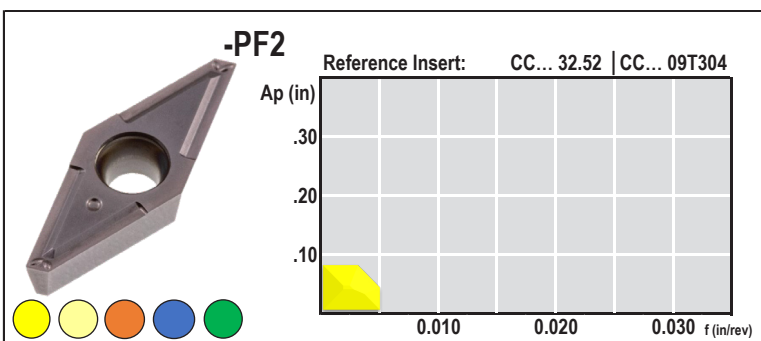 -PF2
Reference Insert: CC... 32.52 | CC... 09T304
Ap (in)
.30
.20
.10
0.010 0.020 0.030 f (in/rev)